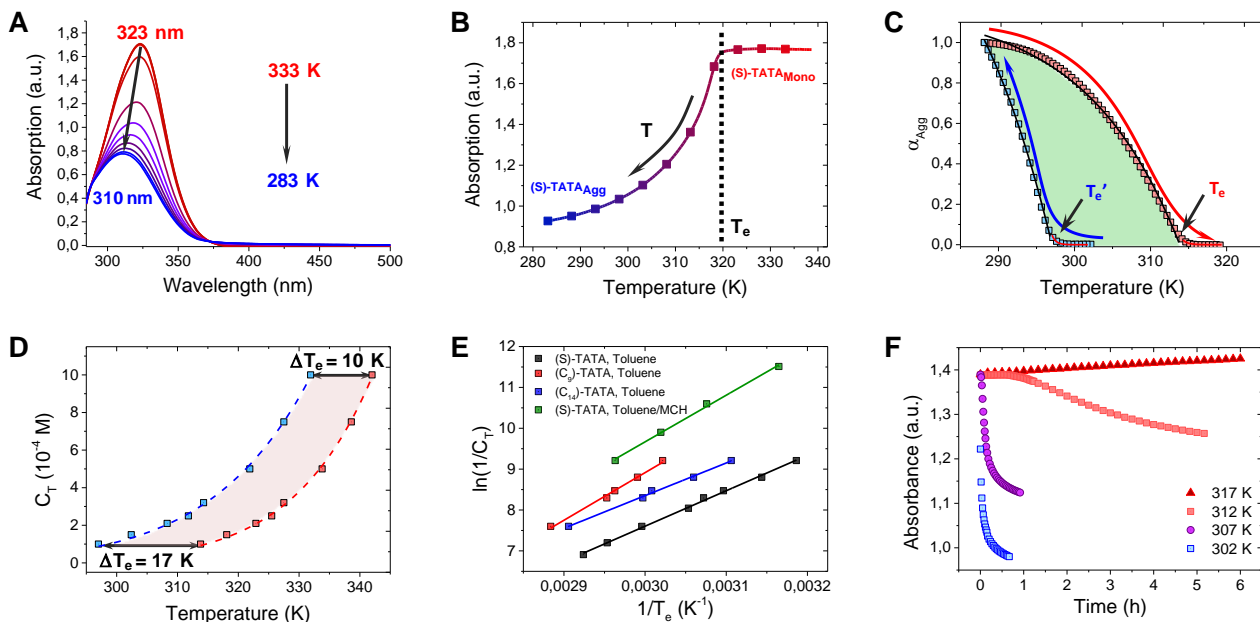 A
Absorption (a.u.)
1,8
1,6
1,4
1,2
1,0
0,8
0,6
0,4
0,2
0,0
323 nm
333 K
283 K
310 nm
300
350
400
450
500
Wavelength (nm)
B
Absorption (a.u.)
1,8
1,6
1,4
1,2
1,0
0,8
(S)-TATAMono
T
(S)-TATAAgg
Te
280
290
300
310
320
330
340
Temperature (K)
C
αAgg
1,0
0,8
0,6
0,4
0,2
0,0
Te'
Te
290
300
310
320
Temperature (K)
D
CT (10-4 M)
10
8
6
4
2
0
ΔTe = 10 K
ΔTe = 17 K
300
310
320
330
340
Temperature (K)
E
ln(1/CT)
12
11
10
9
8
7
(S)-TATA, Toluene
(C9)-TATA, Toluene
(C14)-TATA, Toluene
(S)-TATA, Toluene/MCH
0,0029
0,0030
0,0031
0,0032
1/Te (K-1)
F
Absorbance (a.u.)
1,4
1,3
1,2
1,1
1,0
317 K
312 K
307 K
302 K
0
1
2
3
4
5
6
Time (h)